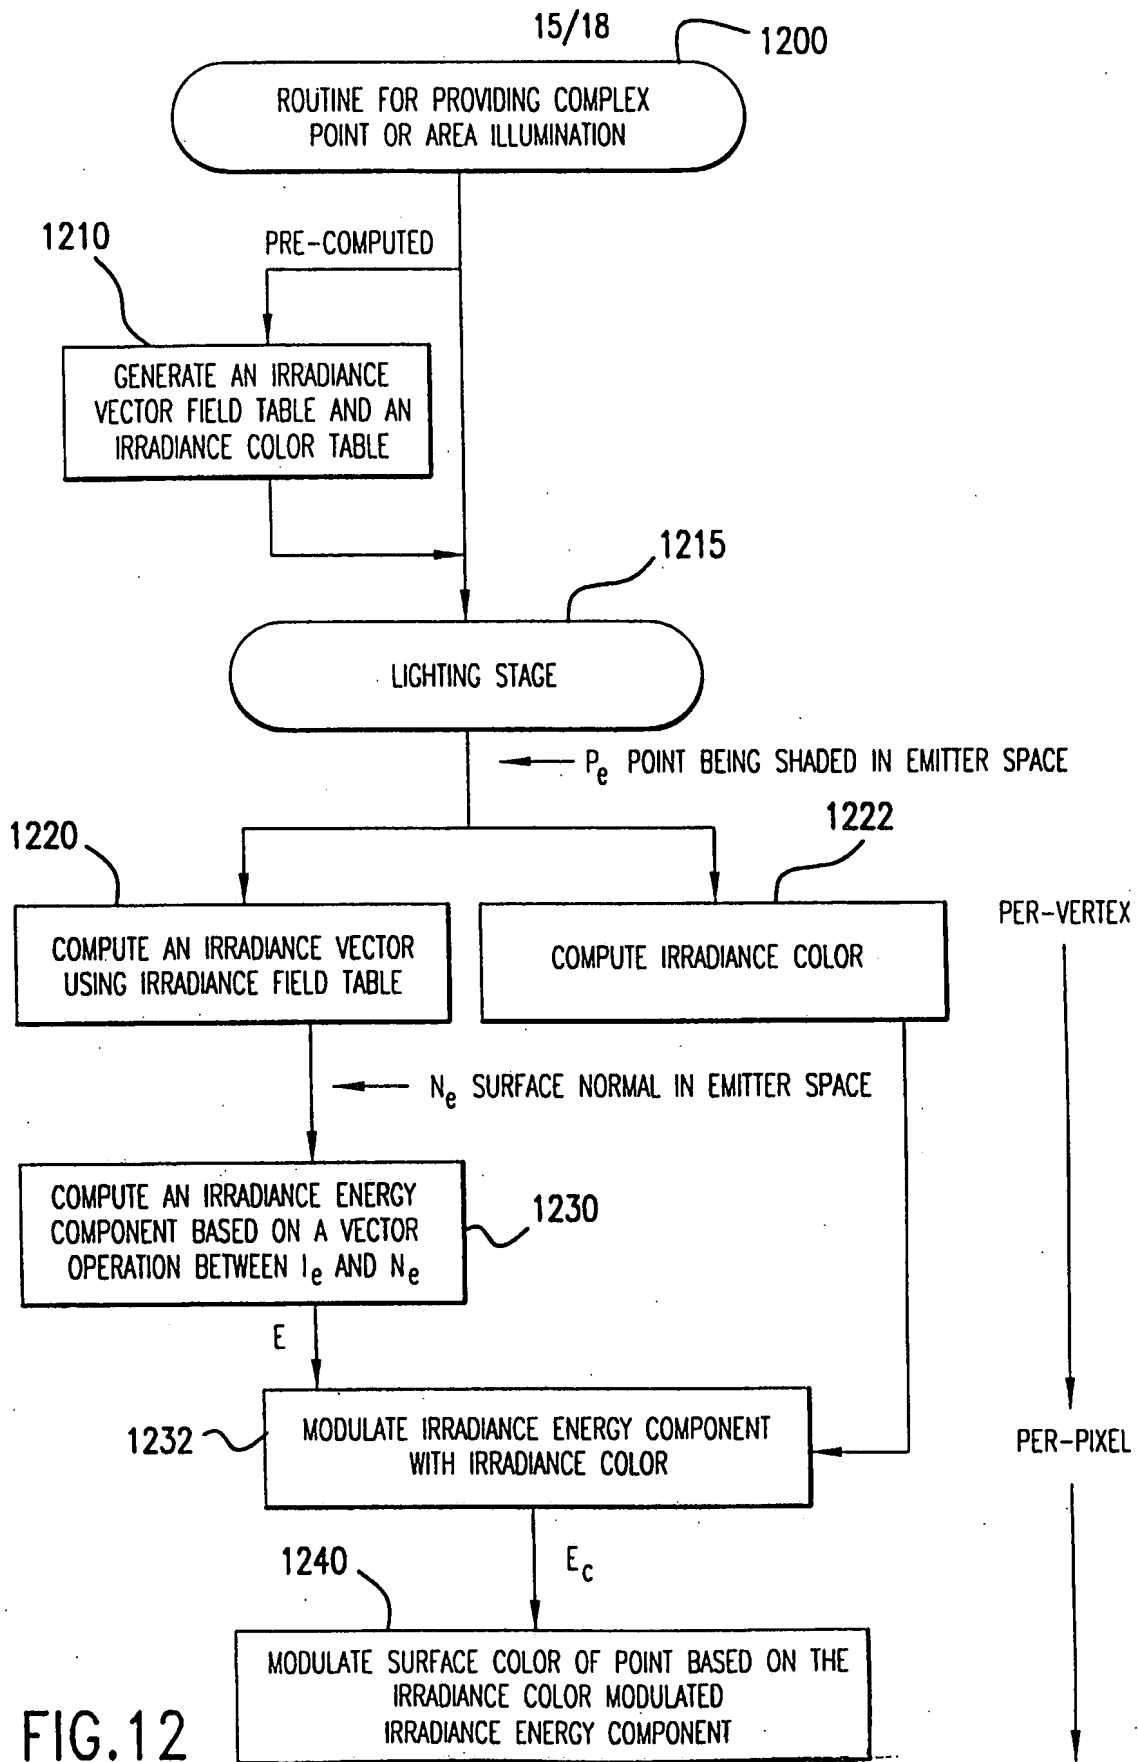 15/18
1200
ROUTINE FOR PROVIDING COMPLEX
POINT OR AREA ILLUMINATION
1210
PRE-COMPUTED
GENERATE AN IRRADIANCE
VECTOR FIELD TABLE AND AN
IRRADIANCE COLOR TABLE
1215
LIGHTING STAGE
Pe POINT BEING SHADED IN EMITTER SPACE
1220
1222
PER-VERTEX
COMPUTE AN IRRADIANCE VECTOR
USING IRRADIANCE FIELD TABLE
COMPUTE IRRADIANCE COLOR
Ne SURFACE NORMAL IN EMITTER SPACE
COMPUTE AN IRRADIANCE ENERGY
COMPONENT BASED ON A VECTOR
OPERATION BETWEEN Ie AND Ne
1230
E
1232
MODULATE IRRADIANCE ENERGY COMPONENT
WITH IRRADIANCE COLOR
PER-PIXEL
1240
Ec
MODULATE SURFACE COLOR OF POINT BASED ON THE
IRRADIANCE COLOR MODULATED
IRRADIANCE ENERGY COMPONENT
FIG.12